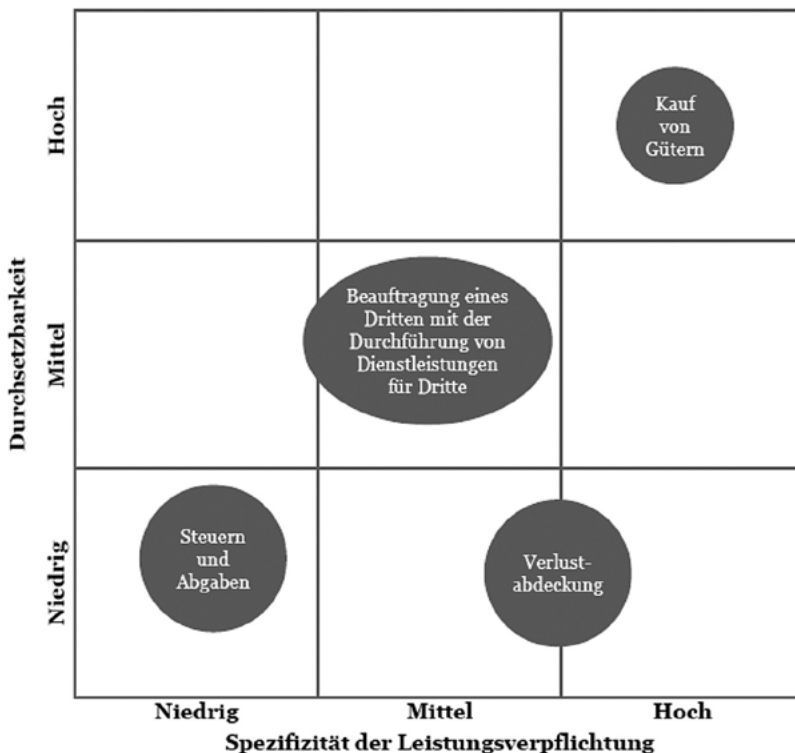 Durchsetzbarkeit
Hoch
Mittel
Niedrig
Kauf
von
Gütern
Beauftragung eines
Dritten mit der
Durchführung von
Dienstleistungen
für Dritte
Steuern
und
Abgaben
Verlust-
abdeckung
Niedrig
Mittel
Hoch
Spezifizität der Leistungsverpflichtung